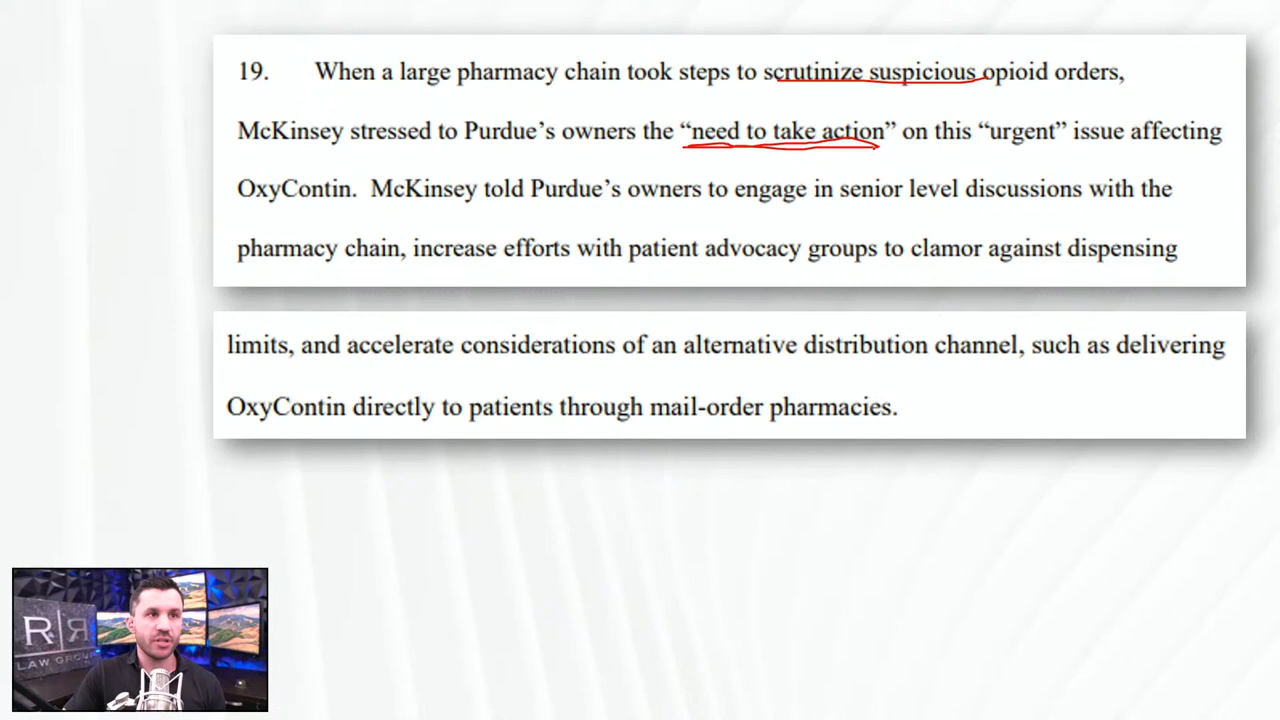 19. When a large pharmacy chain took steps to scrutinize suspicious opioid orders,
McKinsey stressed to Purdue’s owners the “need to take action” on this “urgent” issue affecting
OxyContin. McKinsey told Purdue’s owners to engage in senior level discussions with the
pharmacy chain, increase efforts with patient advocacy groups to clamor against dispensing
limits, and accelerate considerations of an alternative distribution channel, such as delivering
OxyContin directly to patients through mail-order pharmacies.
R|R
LAW GROUP